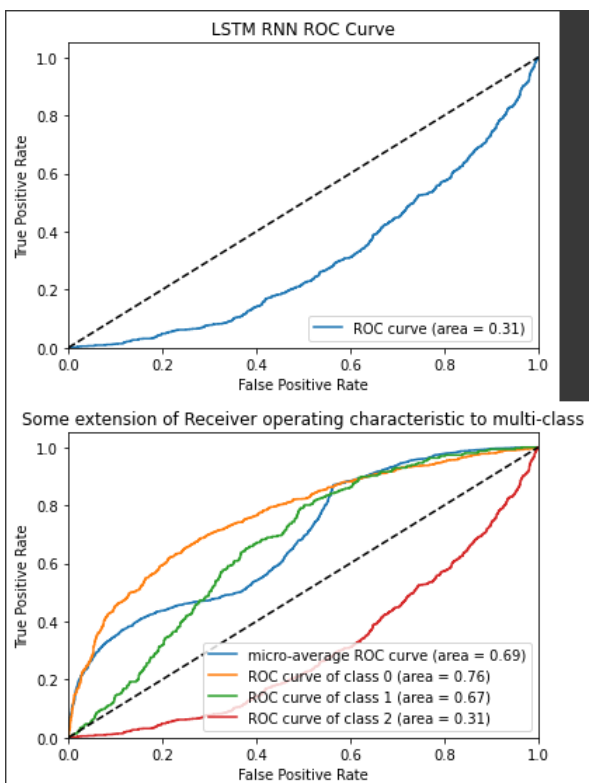 LSTM RNN ROC Curve
1.0
0.8
0.6
0.4
0.2
0.0
True Positive Rate
ROC curve (area = 0.31)
0.0 0.2 0.4 0.6 0.8 1.0
False Positive Rate
Some extension of Receiver operating characteristic to multi-class
1.0
0.8
0.6
0.4
0.2
0.0
True Positive Rate
micro-average ROC curve (area = 0.69)
ROC curve of class 0 (area = 0.76)
ROC curve of class 1 (area = 0.67)
ROC curve of class 2 (area = 0.31)
0.0 0.2 0.4 0.6 0.8 1.0
False Positive Rate